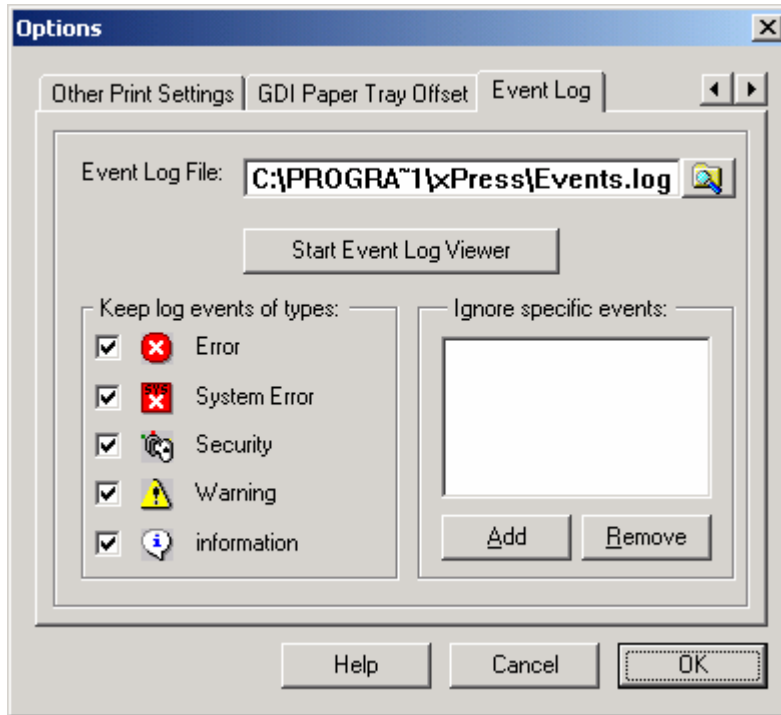 Options
Other Print Settings
GDI Paper Tray Offset
Event Log
Event Log File:
C:\PROGRA~1\xPress\Events.log
Start Event Log Viewer
Keep log events of types:
Error
SYS
System Error
Security
Warning
information
Ignore specific events:
Add
Remove
Help
Cancel
OK